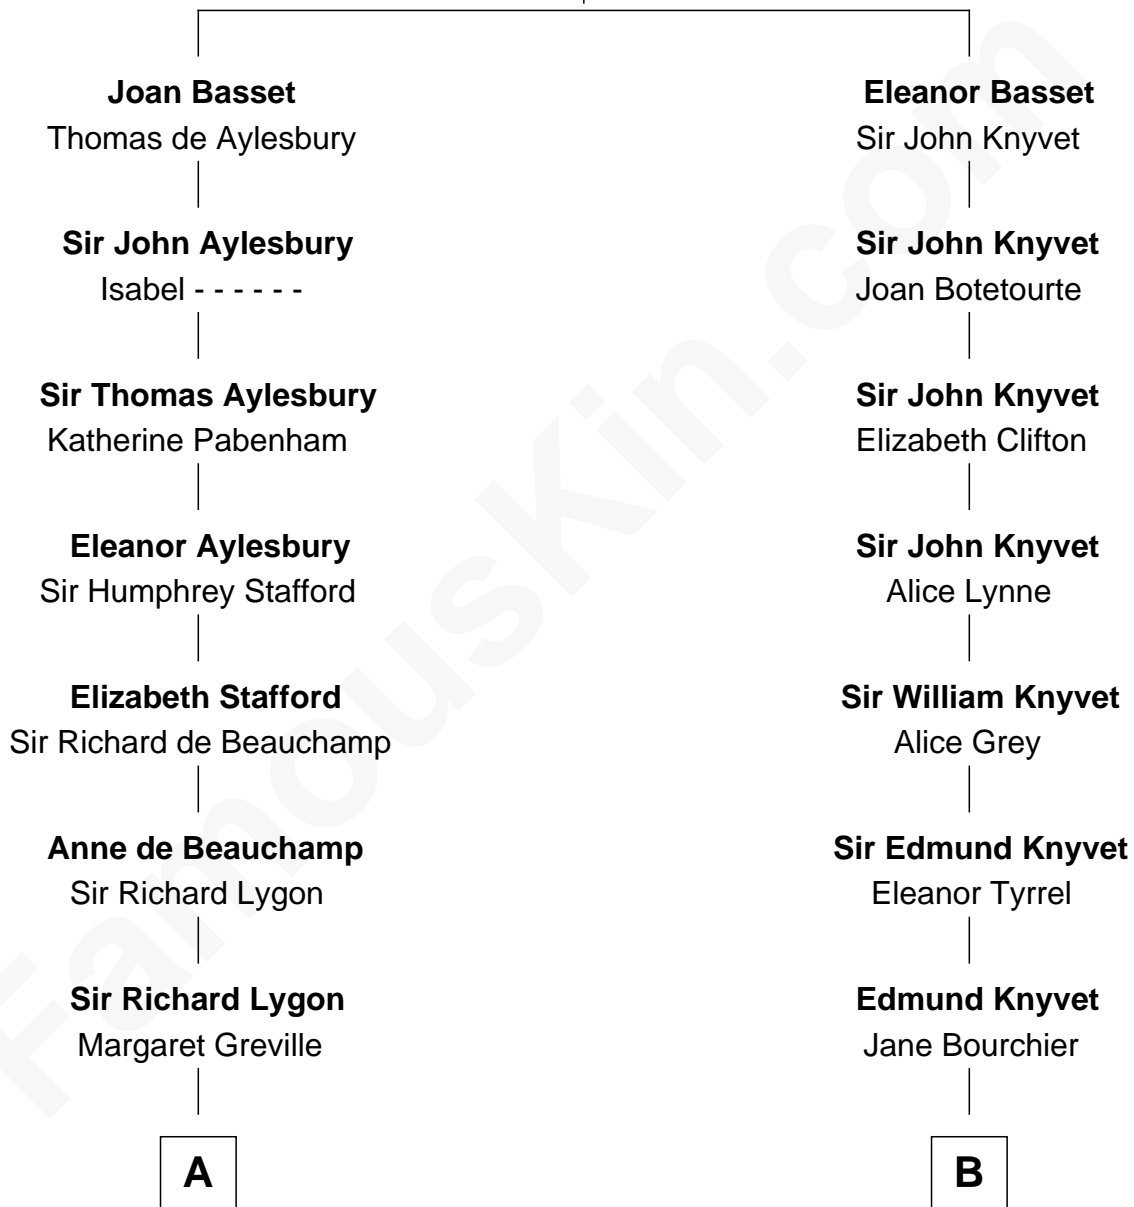 Joan Basset
Thomas de Aylesbury
Sir John Aylesbury
Isabel - - - - - -
Sir Thomas Aylesbury
Katherine Pabenham
Eleanor Aylesbury
Sir Humphrey Stafford
Elizabeth Stafford
Sir Richard de Beauchamp
Anne de Beauchamp
Sir Richard Lygon
Sir Richard Lygon
Margaret Greville
A
Eleanor Basset
Sir John Knyvet
Sir John Knyvet
Joan Botetourte
Sir John Knyvet
Elizabeth Clifton
Sir John Knyvet
Alice Lynne
Sir William Knyvet
Alice Grey
Sir Edmund Knyvet
Eleanor Tyrrel
Edmund Knyvet
Jane Bourchier
B
FamousKin.com